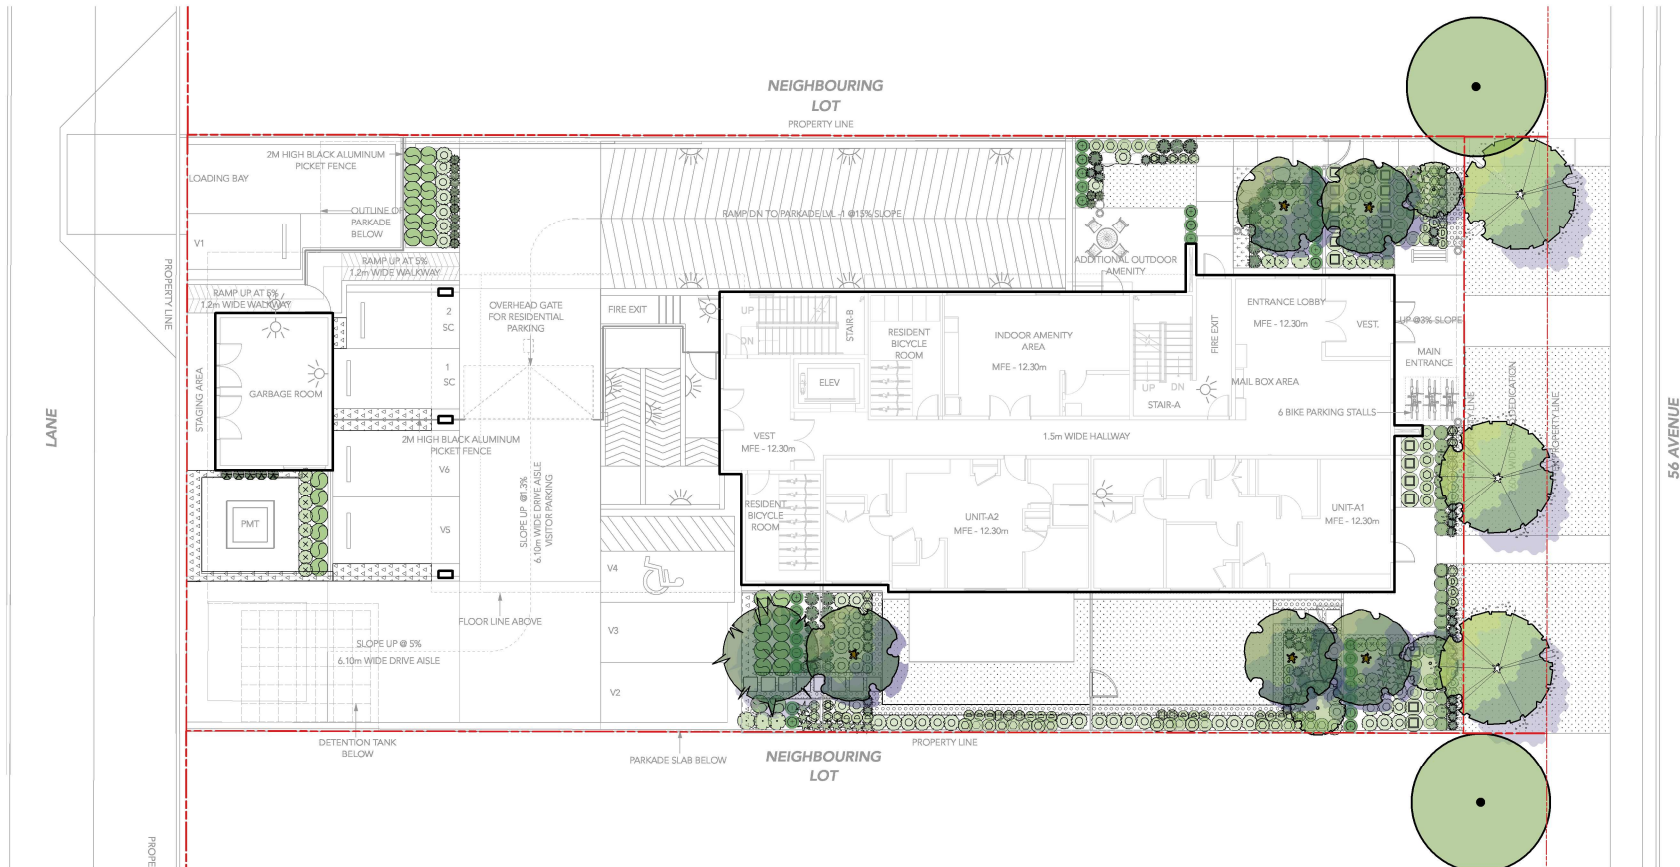 NEIGHBOURING
LOT
PROPERTY LINE
2M HIGH BLACK ALUMINUM
PICKET FENCE
LOADING BAY
OUTLINE OF
PARKADE
BELOW
RAMP DN TO PARKADE LVL -1 @15% SLOPE
V1
RAMP UP AT 5%
1.2m WIDE WALKWAY
RAMP UP AT 5%
1.2m WIDE WALKWAY
PROPERTY LINE
ADDITIONAL OUTDOOR
AMENITY
2
SC
1
SC
OVERHEAD GATE
FOR RESIDENTIAL
PARKING
FIRE EXIT
UP
DN
STAIR-B
RESIDENT
BICYCLE
ROOM
INDOOR AMENITY
AREA
MFE - 12.30m
FIRE EXIT
ENTRANCE LOBBY
MFE - 12.30m
VEST.
UP @3% SLOPE
MAIN
ENTRANCE
ELEV
UP
DN
STAIR-A
MAIL BOX AREA
6 BIKE PARKING STALLS
STAGING AREA
GARBAGE ROOM
LANE
2M HIGH BLACK ALUMINUM
PICKET FENCE
VEST
MFE - 12.30m
1.5m WIDE HALLWAY
DEDICATION
PROPERTY LINE
56 AVENUE
V6
V5
PMT
SLOPE UP @1.3%
6.10m WIDE DRIVE AISLE
VISITOR PARKING
RESIDENT
BICYCLE
ROOM
UNIT-A2
MFE - 12.30m
UNIT-A1
MFE - 12.30m
V4
V3
V2
FLOOR LINE ABOVE
SLOPE UP @ 5%
6.10m WIDE DRIVE AISLE
DETENTION TANK
BELOW
PARKADE SLAB BELOW
NEIGHBOURING
LOT
PROPERTY LINE